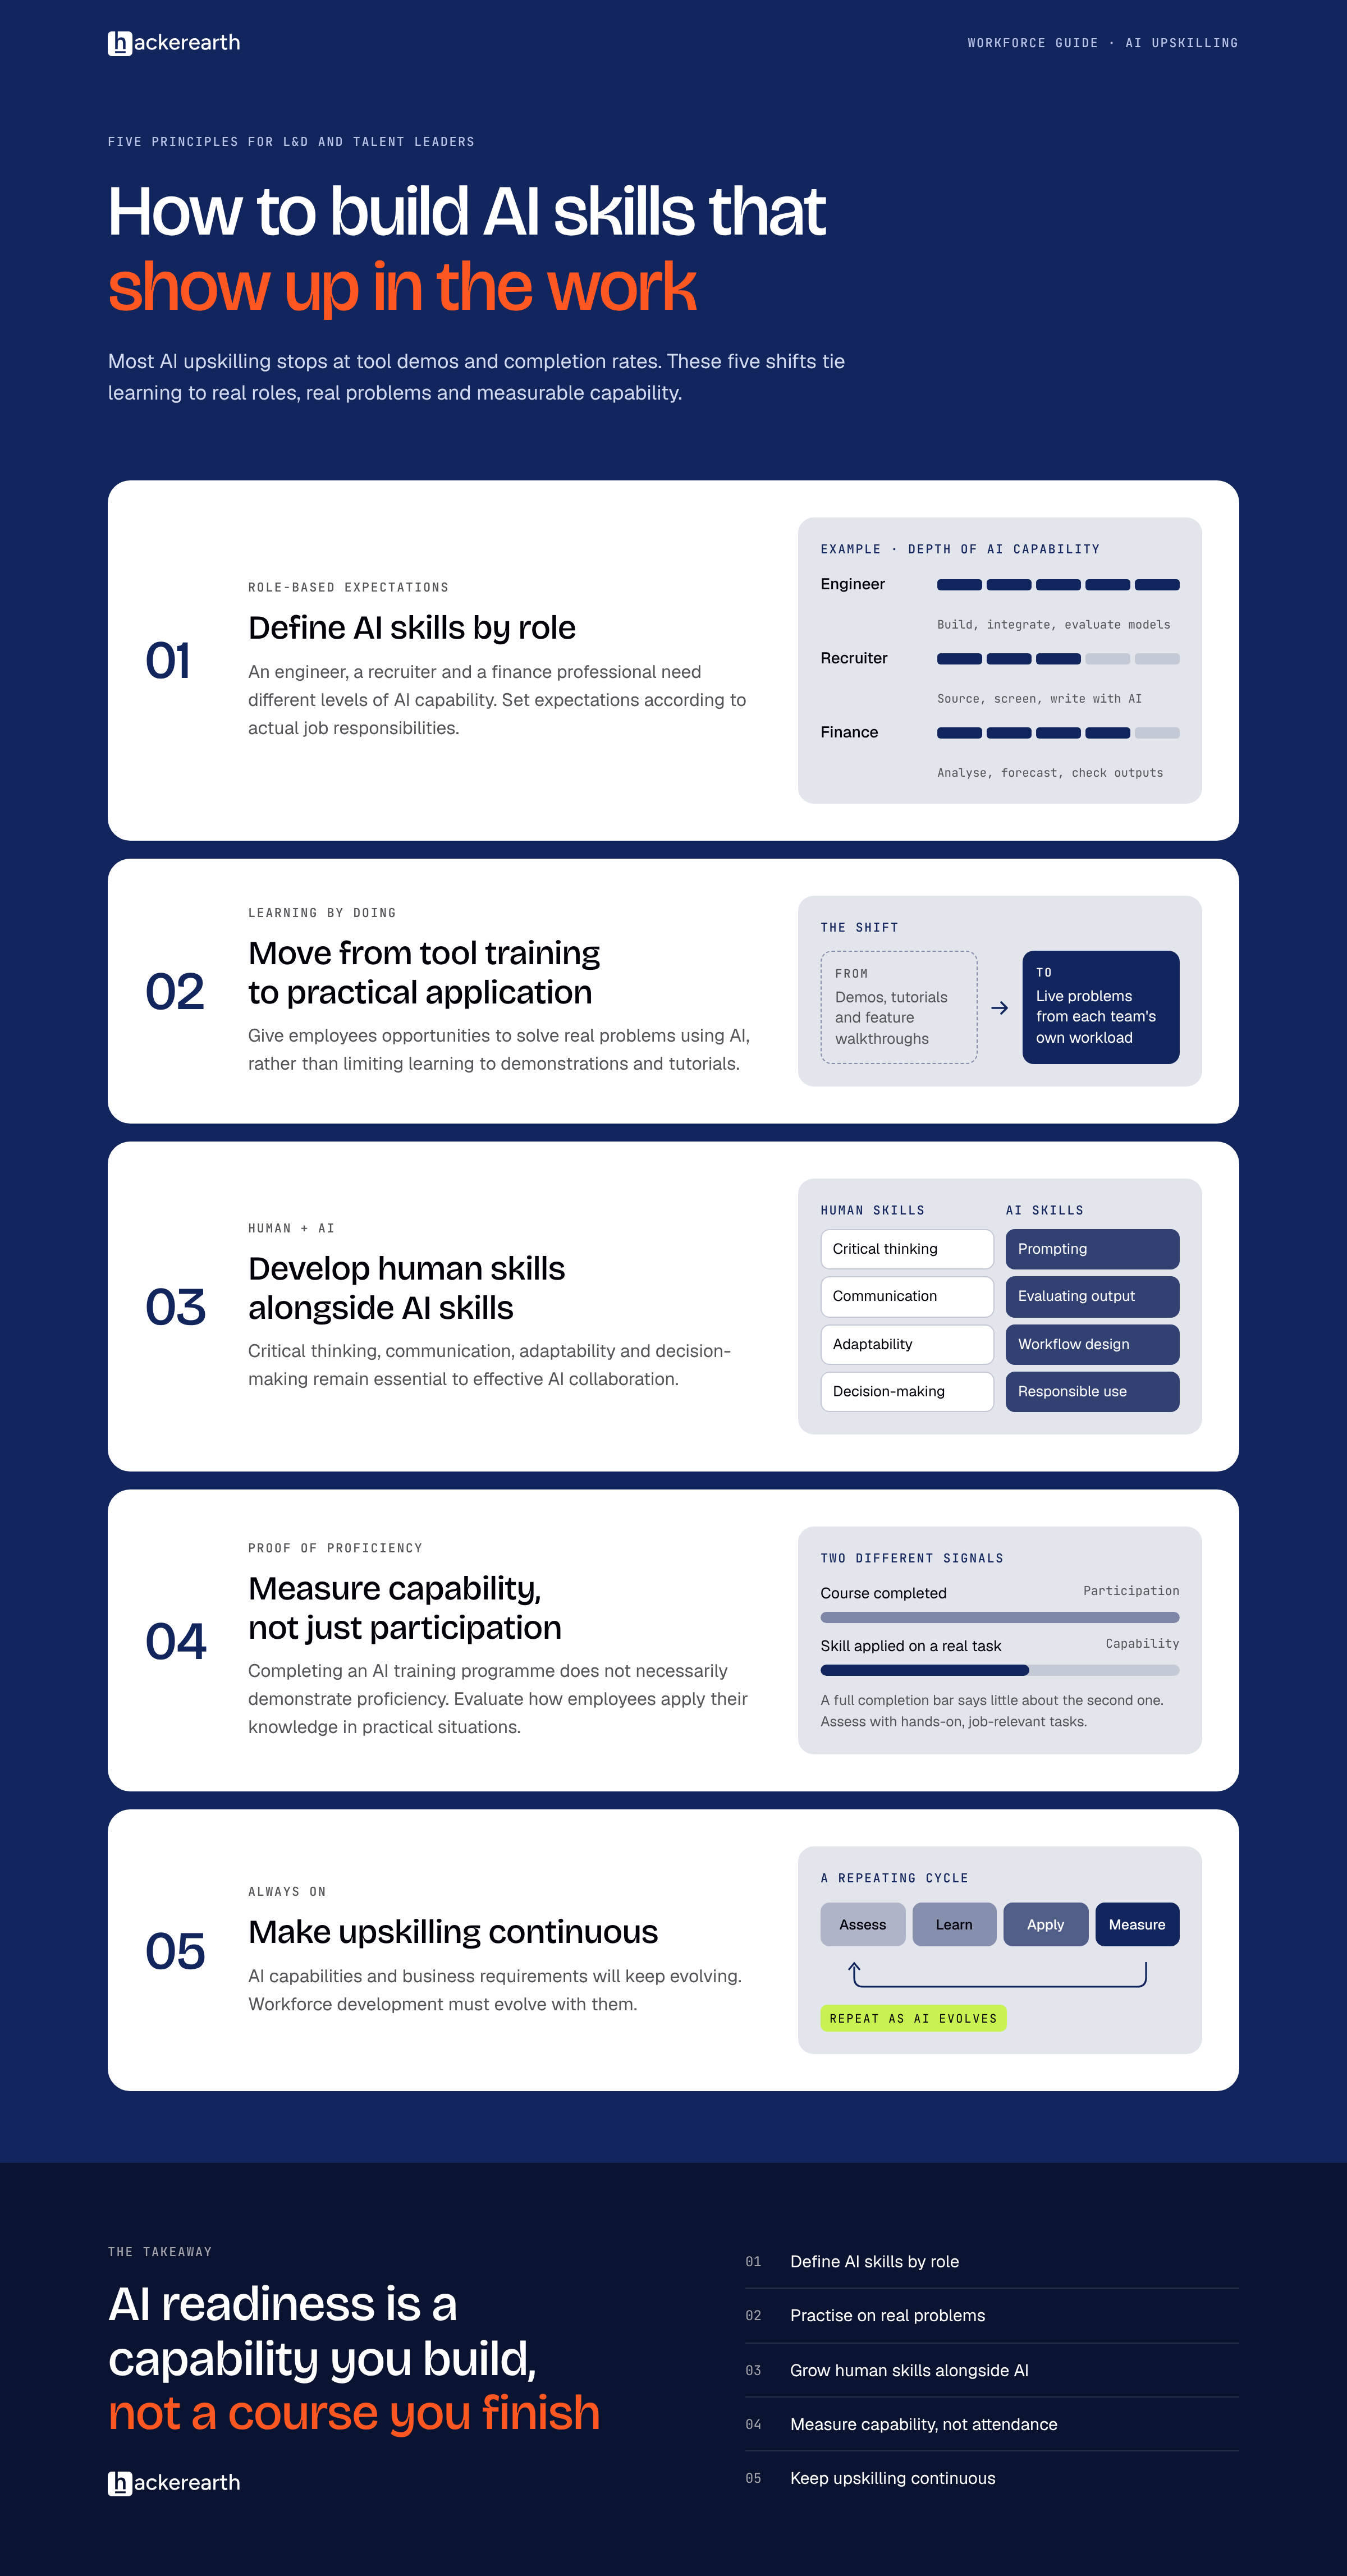 hackerearth
WORKFORCE GUIDE · AI UPSKILLING
FIVE PRINCIPLES FOR L&D AND TALENT LEADERS
How to build AI skills that
show up in the work
Most AI upskilling stops at tool demos and completion rates. These five shifts tie
learning to real roles, real problems and measurable capability.
01
ROLE-BASED EXPECTATIONS
Define AI skills by role
An engineer, a recruiter and a finance professional need
different levels of AI capability. Set expectations according to
actual job responsibilities.
EXAMPLE · DEPTH OF AI CAPABILITY
Engineer
Build, integrate, evaluate models
Recruiter
Source, screen, write with AI
Finance
Analyse, forecast, check outputs
02
LEARNING BY DOING
Move from tool training
to practical application
Give employees opportunities to solve real problems using AI,
rather than limiting learning to demonstrations and tutorials.
THE SHIFT
FROM
Demos, tutorials
and feature
walkthroughs
→
TO
Live problems
from each team's
own workload
03
HUMAN + AI
Develop human skills
alongside AI skills
Critical thinking, communication, adaptability and decision-
making remain essential to effective AI collaboration.
HUMAN SKILLS
Critical thinking
Communication
Adaptability
Decision-making
AI SKILLS
Prompting
Evaluating output
Workflow design
Responsible use
04
PROOF OF PROFICIENCY
Measure capability,
not just participation
Completing an AI training programme does not necessarily
demonstrate proficiency. Evaluate how employees apply their
knowledge in practical situations.
TWO DIFFERENT SIGNALS
Course completed Participation
Skill applied on a real task Capability
A full completion bar says little about the second one.
Assess with hands-on, job-relevant tasks.
05
ALWAYS ON
Make upskilling continuous
AI capabilities and business requirements will keep evolving.
Workforce development must evolve with them.
A REPEATING CYCLE
Assess Learn Apply Measure
REPEAT AS AI EVOLVES
THE TAKEAWAY
AI readiness is a
capability you build,
not a course you finish
hackerearth
01 Define AI skills by role
02 Practise on real problems
03 Grow human skills alongside AI
04 Measure capability, not attendance
05 Keep upskilling continuous